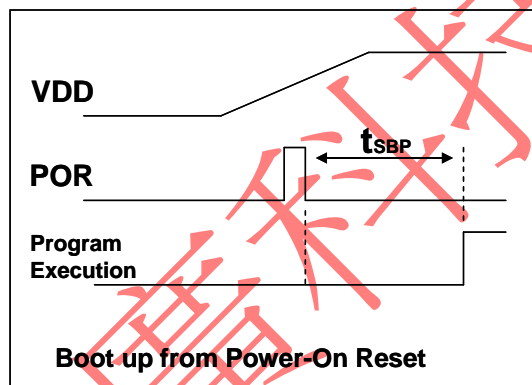 VDD
tSBP
POR
Program
Execution
Boot up from Power-On Reset